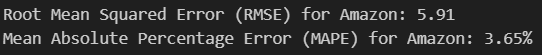 Root Mean Squared Error (RMSE) for Amazon: 5.91
Mean Absolute Percentage Error (MAPE) for Amazon: 3.65%